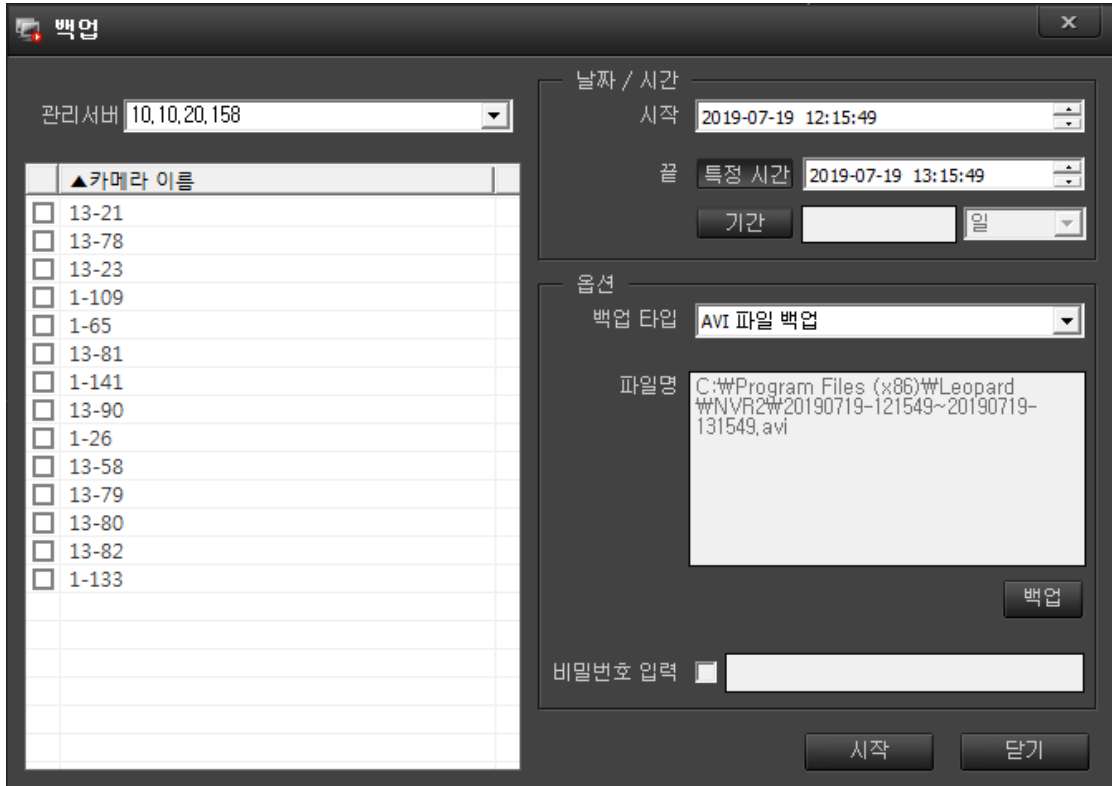 백업
관리서버 10,10,20,158
▲카메라 이름
13-21
13-78
13-23
1-109
1-65
13-81
1-141
13-90
1-26
13-58
13-79
13-80
13-82
1-133
날짜 / 시간
시작 2019-07-19 12:15:49
끝 특정 시간 2019-07-19 13:15:49
기간 일
옵션
백업 타입 AVI 파일 백업
파일명 C:₩Program Files (x86)₩Leopard
₩NVR2₩20190719-121549~20190719-
131549,avi
백업
비밀번호 입력
시작 닫기